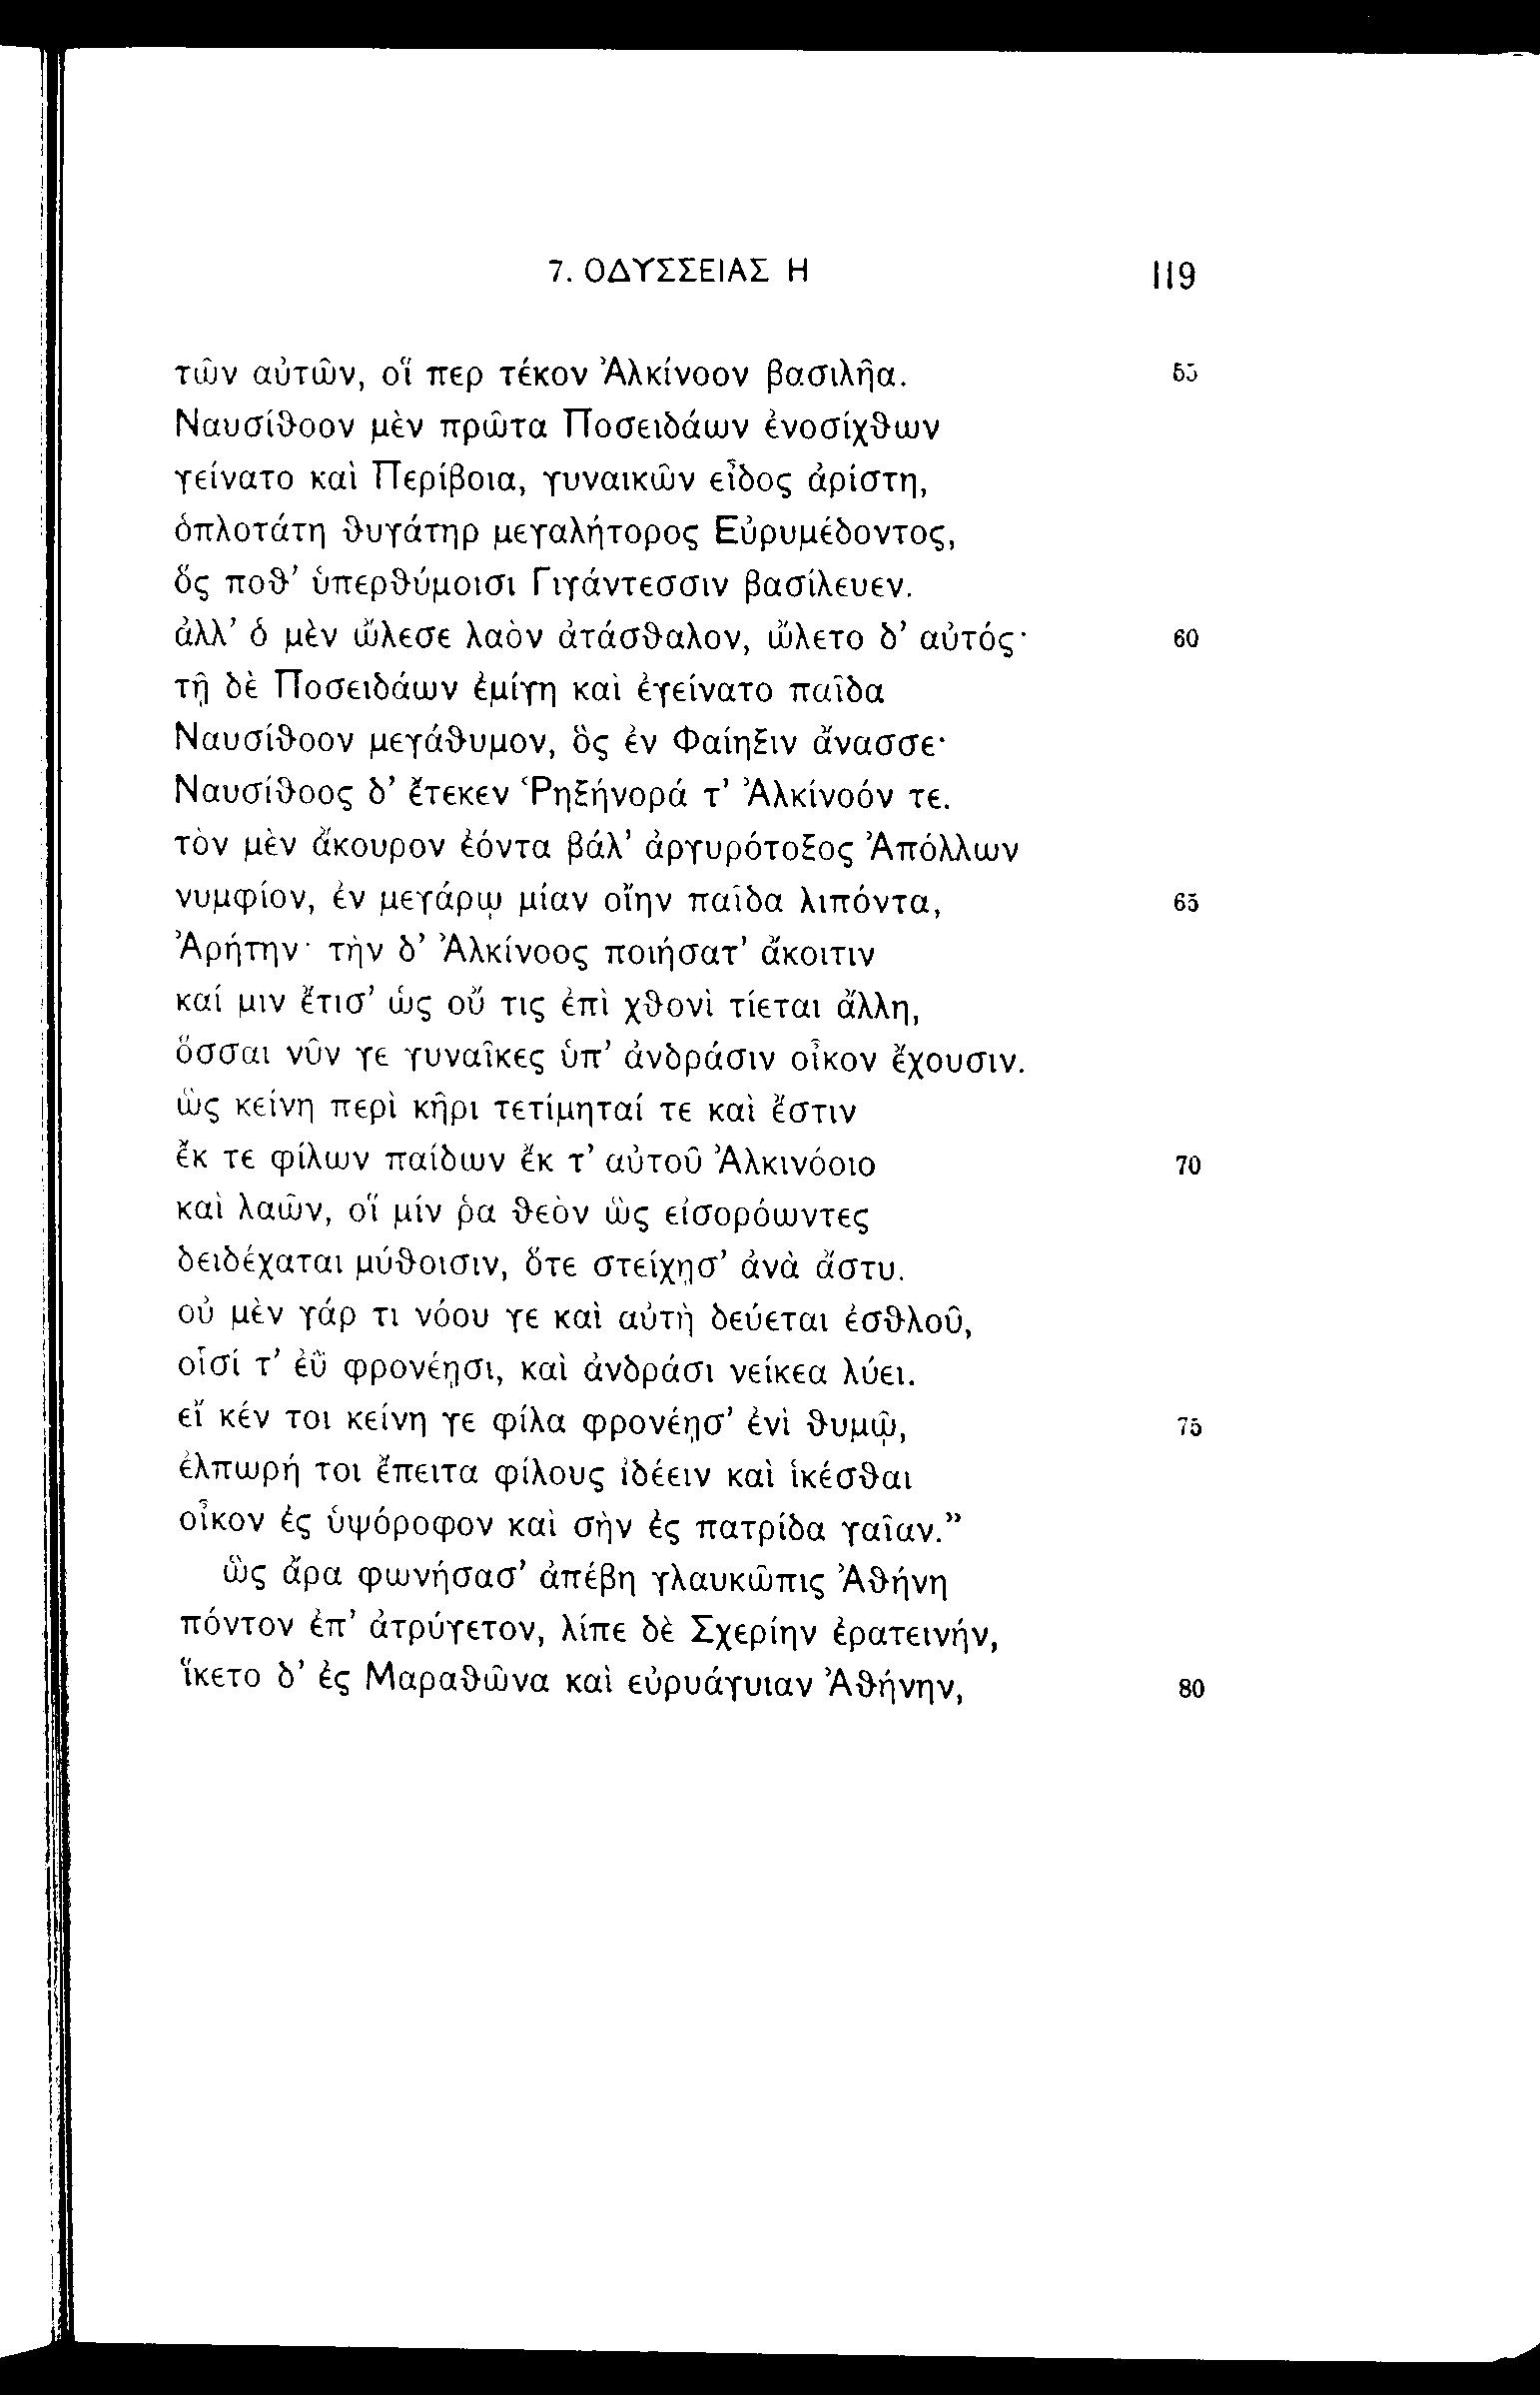 7. ΟΔΥΣΣΕΙΑΣ Η 119
τῶν αὐτῶν, οἵ περ τέκον Ἀλκίνοον βασιλῆα. 55
Ναυσίϑοον μὲν πρῶτα Ποσειδάων ἐνοσίχϑων
γείνατο καὶ Περίβοια, γυναικῶν εἶδος ἀρίστη,
ὁπλοτάτη ϑυγάτηρ μεγαλήτορος Εὐρυμέδοντος,
ὅς ποϑ’ ὑπερϑύμοισι Γιγάντεσσιν βασίλευεν.
ἀλλ’ ὁ μὲν ὤλεσε λαὸν ἀτάσϑαλον, ὤλετο δ’ αὐτός· 60
τῇ δὲ Ποσειδάων ἐμίγη καὶ ἐγείνατο παῖδα
Ναυσίϑοον μεγάϑυμον, ὃς ἐν Φαίηξιν ἄνασσε·
Ναυσίϑοος δ’ ἔτεκεν Ῥηξήνορά τ’ Ἀλκίνοόν τε.
τὸν μὲν ἄκουρον ἐόντα βάλ’ ἀργυρότοξος Ἀπόλλων
νυμφίον, ἐν μεγάρῳ μίαν οἴην παῖδα λιπόντα, 65
Ἀρήτην· τὴν δ’ Ἀλκίνοος ποιήσατ’ ἄκοιτιν
καί μιν ἔτισ’ ὡς οὔ τις ἐπὶ χϑονὶ τίεται ἄλλη,
ὅσσαι νῦν γε γυναῖκες ὑπ’ ἀνδράσιν οἶκον ἔχουσιν.
ὣς κείνη περὶ κῆρι τετίμηταί τε καὶ ἔστιν
ἔκ τε φίλων παίδων ἔκ τ’ αὐτοῦ Ἀλκινόοιο 70
καὶ λαῶν, οἵ μίν ῥα ϑεὸν ὣς εἰσορόωντες
δειδέχαται μύϑοισιν, ὅτε στείχησ’ ἀνὰ ἄστυ.
οὐ μὲν γάρ τι νόου γε καὶ αὐτὴ δεύεται ἐσϑλοῦ,
οἷσί τ’ ἐῢ φρονέῃσι, καὶ ἀνδράσι νείκεα λύει.
εἴ κέν τοι κείνη γε φίλα φρονέῃσ’ ἐνὶ ϑυμῷ, 75
ἐλπωρή τοι ἔπειτα φίλους ἰδέειν καὶ ἱκέσϑαι
οἶκον ἐς ὑψόροφον καὶ σὴν ἐς πατρίδα γαῖαν.”
ὣς ἄρα φωνήσασ’ ἀπέβη γλαυκῶπις Ἀϑήνη
πόντον ἐπ’ ἀτρύγετον, λίπε δὲ Σχερίην ἐρατεινήν,
ἵκετο δ’ ἐς Μαραϑῶνα καὶ εὐρυάγυιαν Ἀϑήνην, 80